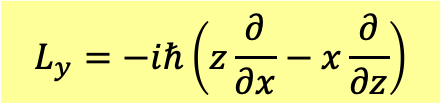 L_y = −iħ (z ∂/∂x − x ∂/∂z)